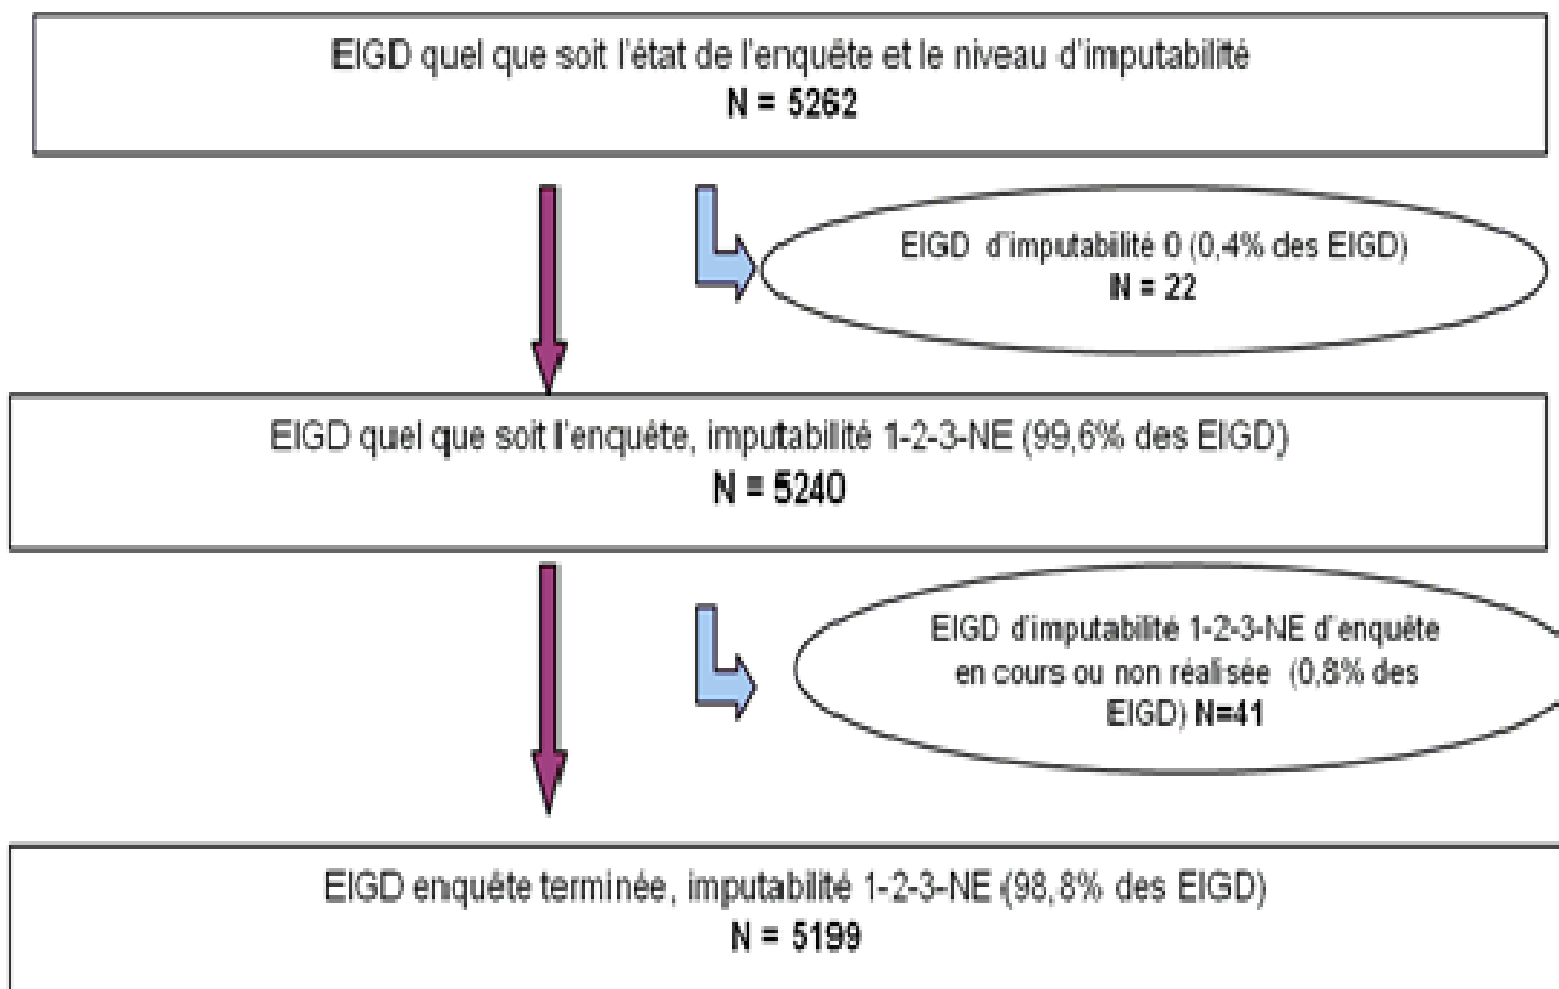 EIGD quel que soit l'état de l'enquête et le niveau d'imputabilité
N = 5262
EIGD d'imputabilité 0 (0,4% des EIGD)
N = 22
EIGD quel que soit l'enquête, imputabilité 1-2-3-NE (99,6% des EIGD)
N = 5240
EIGD d'imputabilité 1-2-3-NE d'enquête
en cours ou non réalisée (0,8% des
EIGD) N=41
EIGD enquête terminée, imputabilité 1-2-3-NE (98,8% des EIGD)
N = 5199